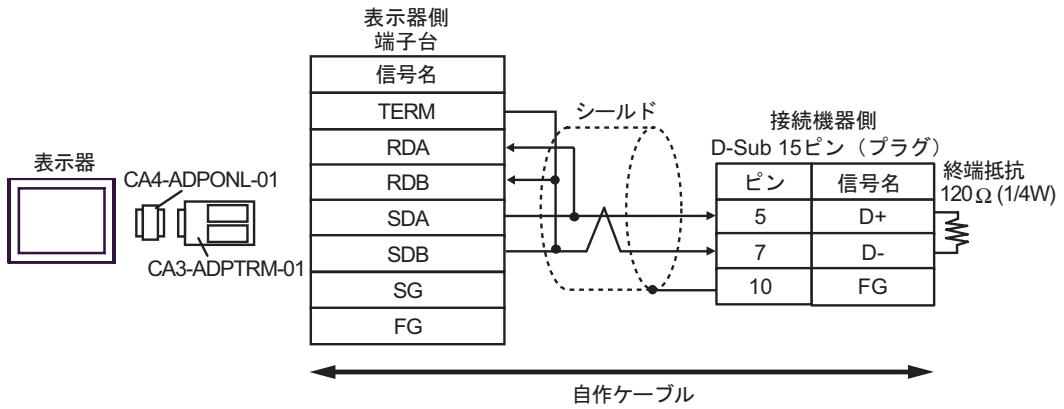 表示器
CA4-ADPONL-01
CA3-ADPTRM-01
表示器側
端子台
信号名
TERM
RDA
RDB
SDA
SDB
SG
FG
シールド
接続機器側
D-Sub 15ピン（プラグ）
ピン 信号名
5 D+
7 D-
10 FG
終端抵抗
120Ω (1/4W)
自作ケーブル